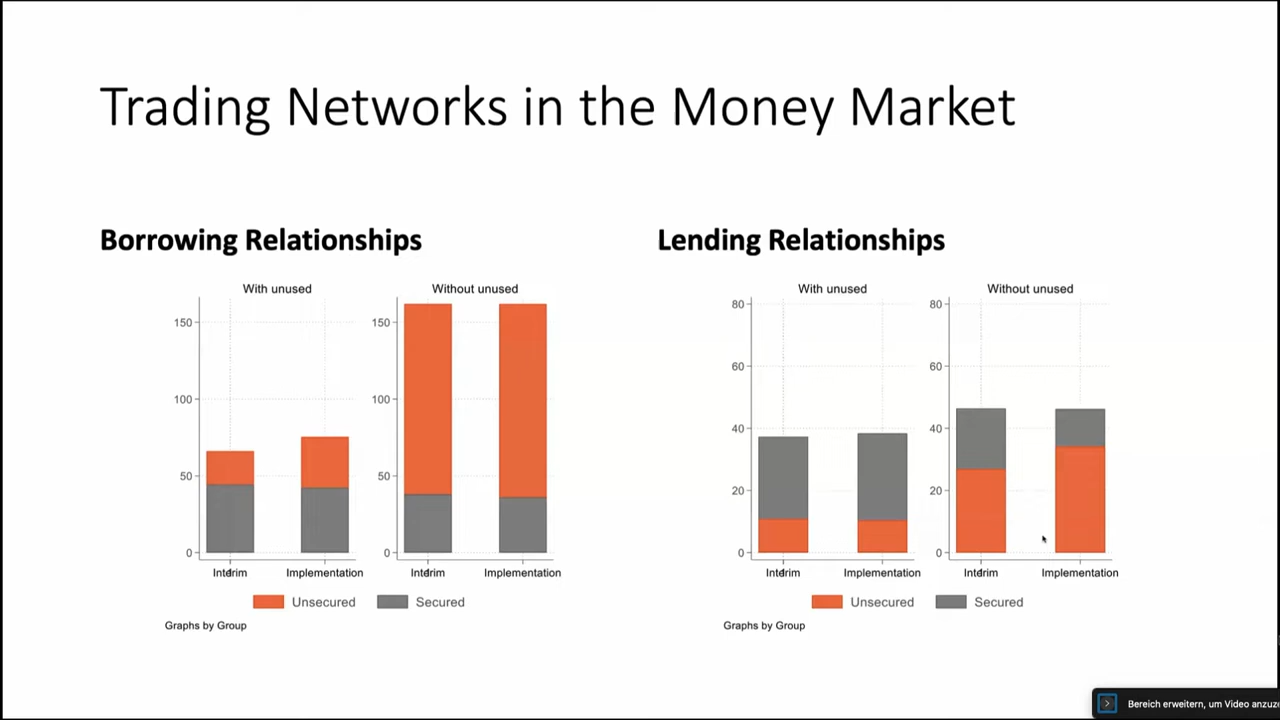 Trading Networks in the Money Market
Borrowing Relationships
With unused
Without unused
150
100
50
0
150
100
50
0
Interim
Implementation
Interim
Implementation
Unsecured
Secured
Graphs by Group
Lending Relationships
With unused
Without unused
80
60
40
20
0
80
60
40
20
0
Interim
Implementation
Interim
Implementation
Unsecured
Secured
Graphs by Group
Bereich erweitern, um Video anzuz